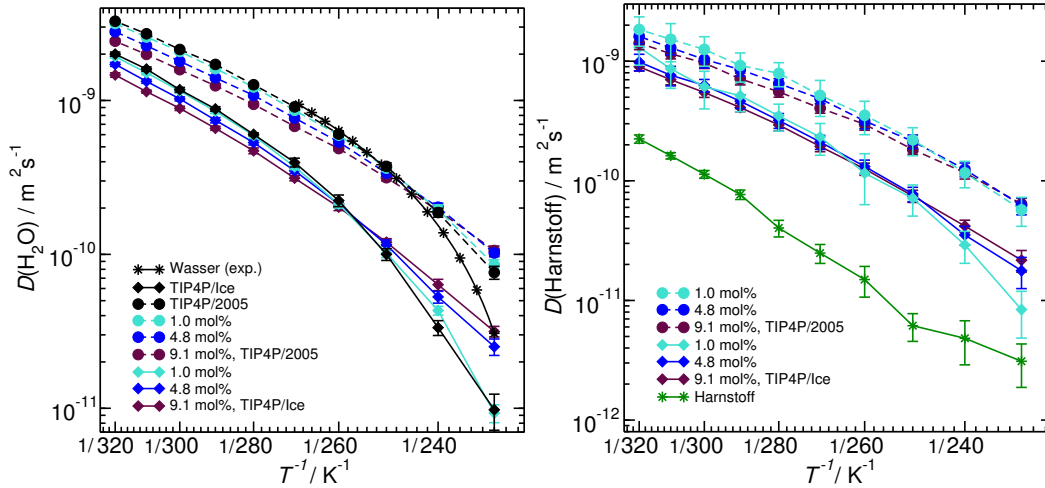 D(H₂O) / m² s⁻¹
10⁻⁹
10⁻¹⁰
10⁻¹¹
Wasser (exp.)
TIP4P/Ice
TIP4P/2005
1.0 mol%
4.8 mol%
9.1 mol%, TIP4P/2005
1.0 mol%
4.8 mol%
9.1 mol%, TIP4P/Ice
1/320 1/300 1/280 1/260 1/240
T⁻¹ / K⁻¹
D(Harnstoff) / m² s⁻¹
10⁻⁸
10⁻⁹
10⁻¹⁰
10⁻¹¹
10⁻¹²
1.0 mol%
4.8 mol%
9.1 mol%, TIP4P/2005
1.0 mol%
4.8 mol%
9.1 mol%, TIP4P/Ice
Harnstoff
1/320 1/300 1/280 1/260 1/240
T⁻¹ / K⁻¹